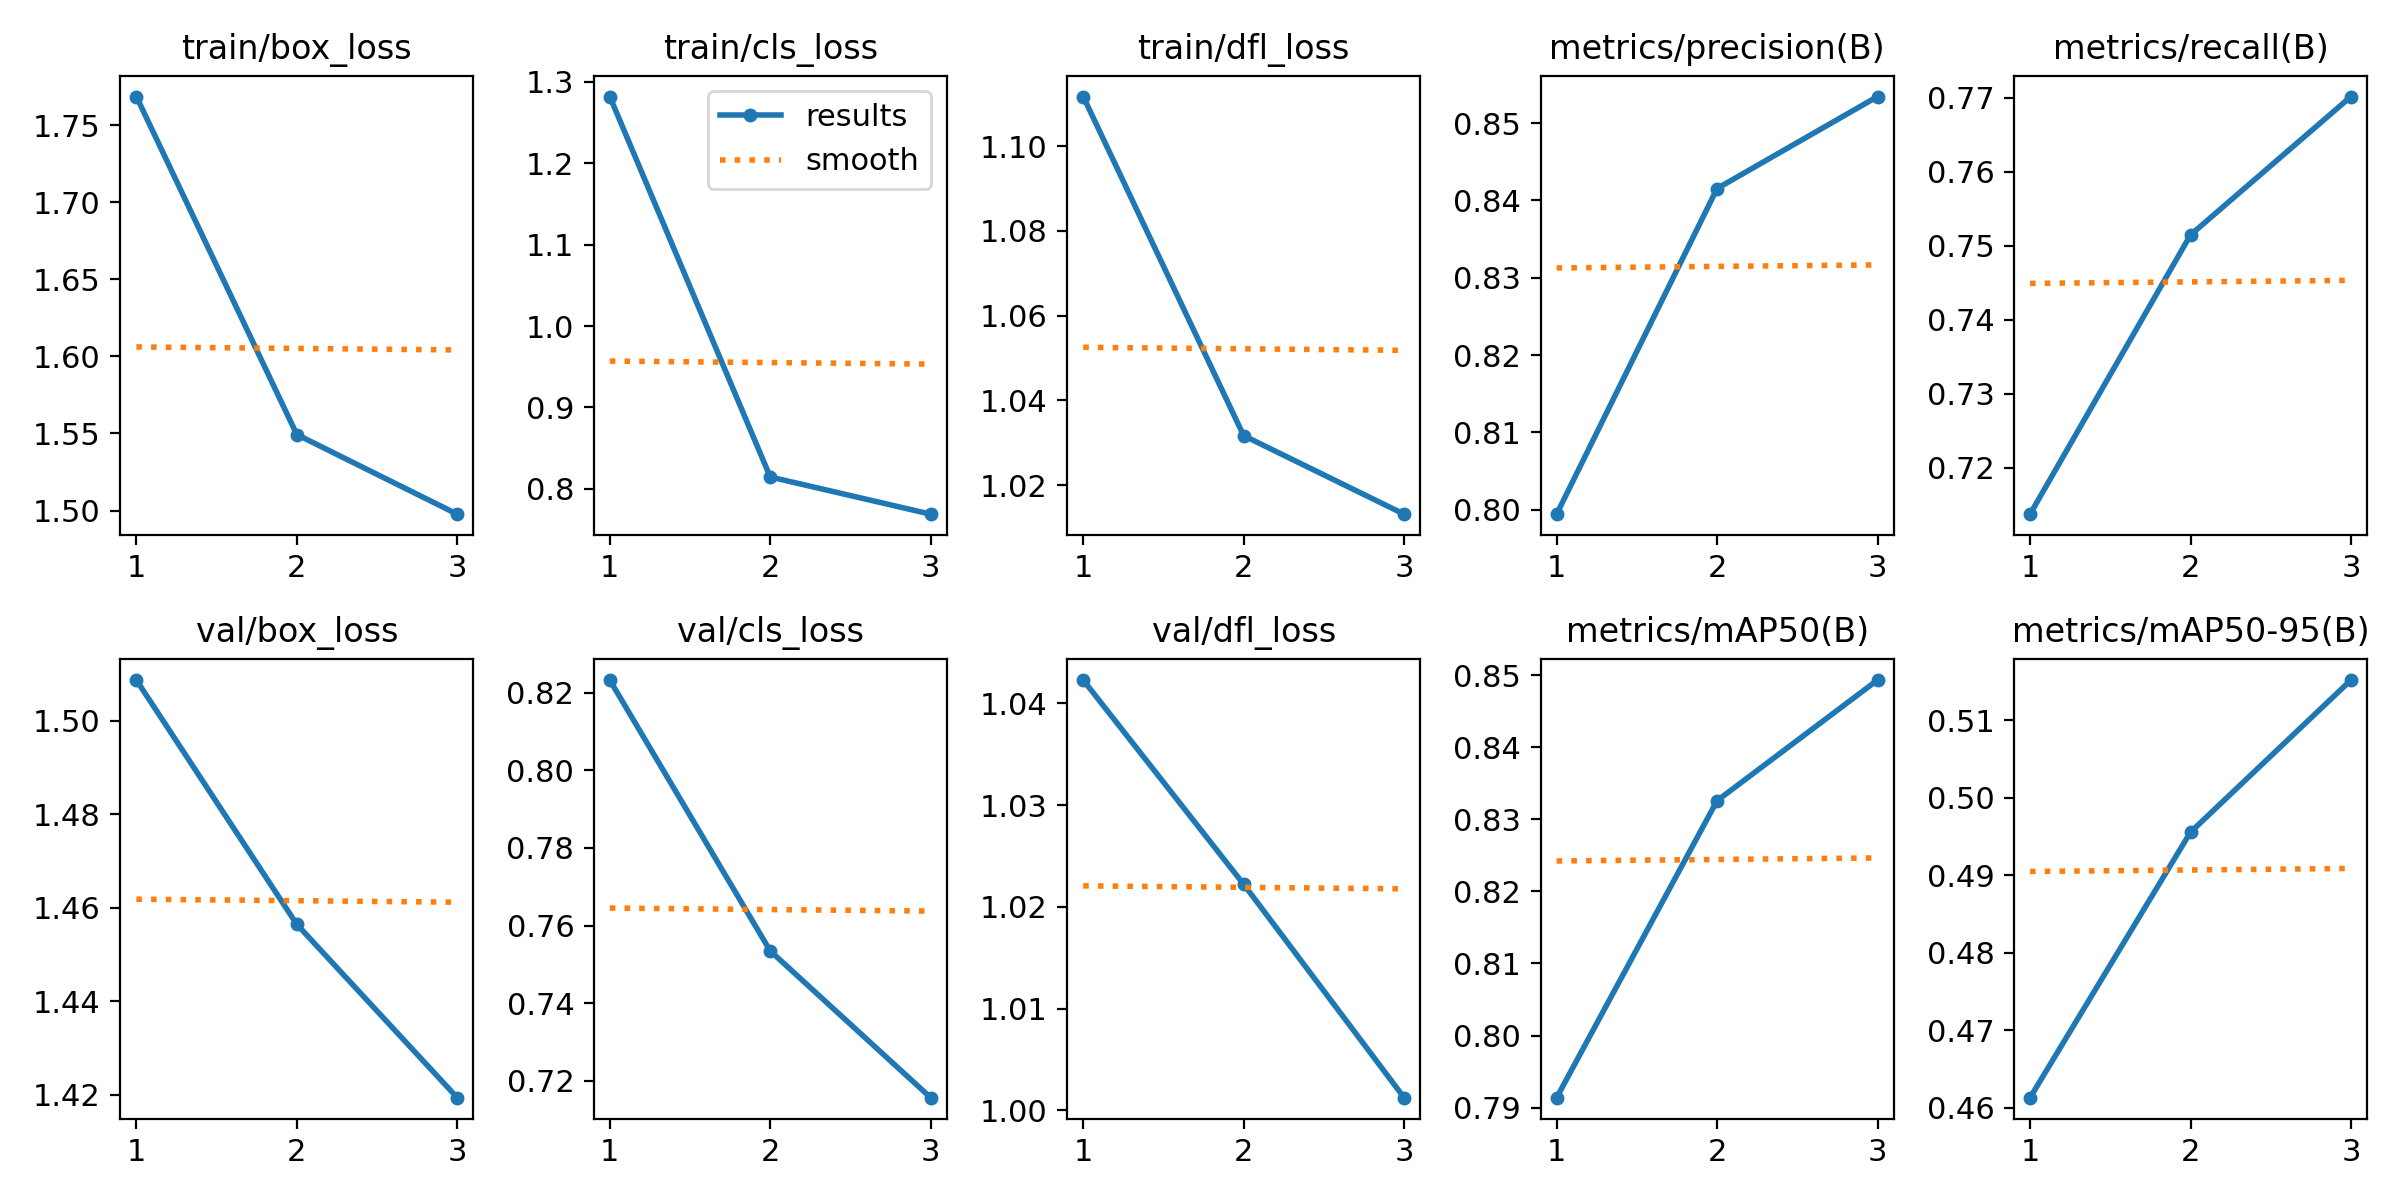 train/box_loss
1.75
1.70
1.65
1.60
1.55
1.50
1 2 3
train/cls_loss
1.3
1.2
1.1
1.0
0.9
0.8
results
smooth
1 2 3
train/dfl_loss
1.10
1.08
1.06
1.04
1.02
1 2 3
metrics/precision(B)
0.85
0.84
0.83
0.82
0.81
0.80
1 2 3
metrics/recall(B)
0.77
0.76
0.75
0.74
0.73
0.72
1 2 3
val/box_loss
1.50
1.48
1.46
1.44
1.42
1 2 3
val/cls_loss
0.82
0.80
0.78
0.76
0.74
0.72
1 2 3
val/dfl_loss
1.04
1.03
1.02
1.01
1.00
1 2 3
metrics/mAP50(B)
0.85
0.84
0.83
0.82
0.81
0.80
0.79
1 2 3
metrics/mAP50-95(B)
0.51
0.50
0.49
0.48
0.47
0.46
1 2 3